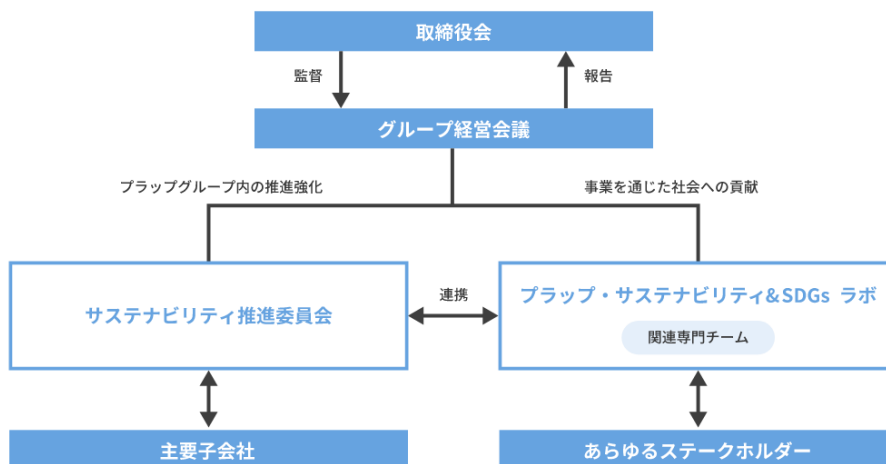 取締役会
監督
報告
グループ経営会議
プラップグループ内の推進強化
事業を通じた社会への貢献
サステナビリティ推進委員会
連携
プラップ・サステナビリティ&SDGs ラボ
関連専門チーム
主要子会社
あらゆるステークホルダー